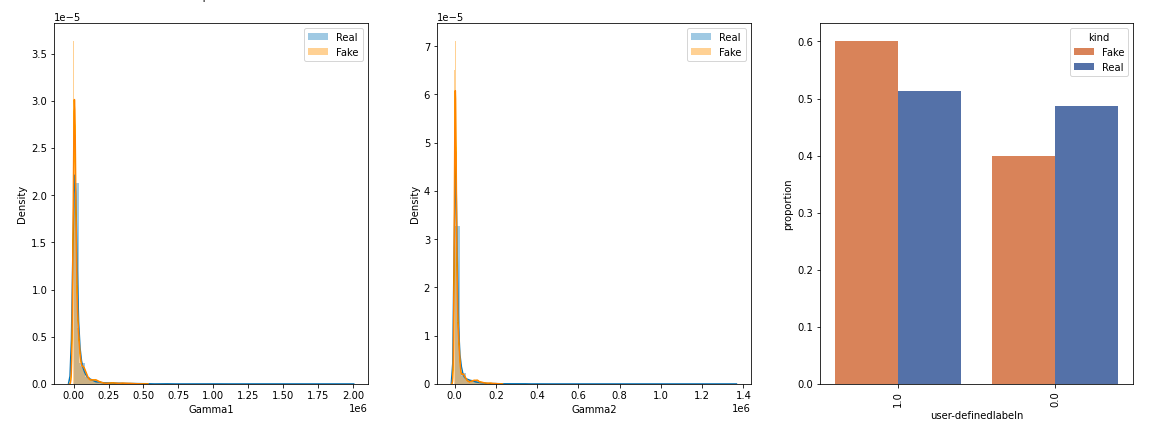 1e−5
Density
3.5
3.0
2.5
2.0
1.5
1.0
0.5
0.0
Real
Fake
0.00 0.25 0.50 0.75 1.00 1.25 1.50 1.75 2.00
1e6
Gamma1
1e−5
Density
7
6
5
4
3
2
1
0
Real
Fake
0.0 0.2 0.4 0.6 0.8 1.0 1.2 1.4
1e6
Gamma2
proportion
0.6
0.5
0.4
0.3
0.2
0.1
0.0
kind
Fake
Real
1.0 0.0
user-definedlabeln